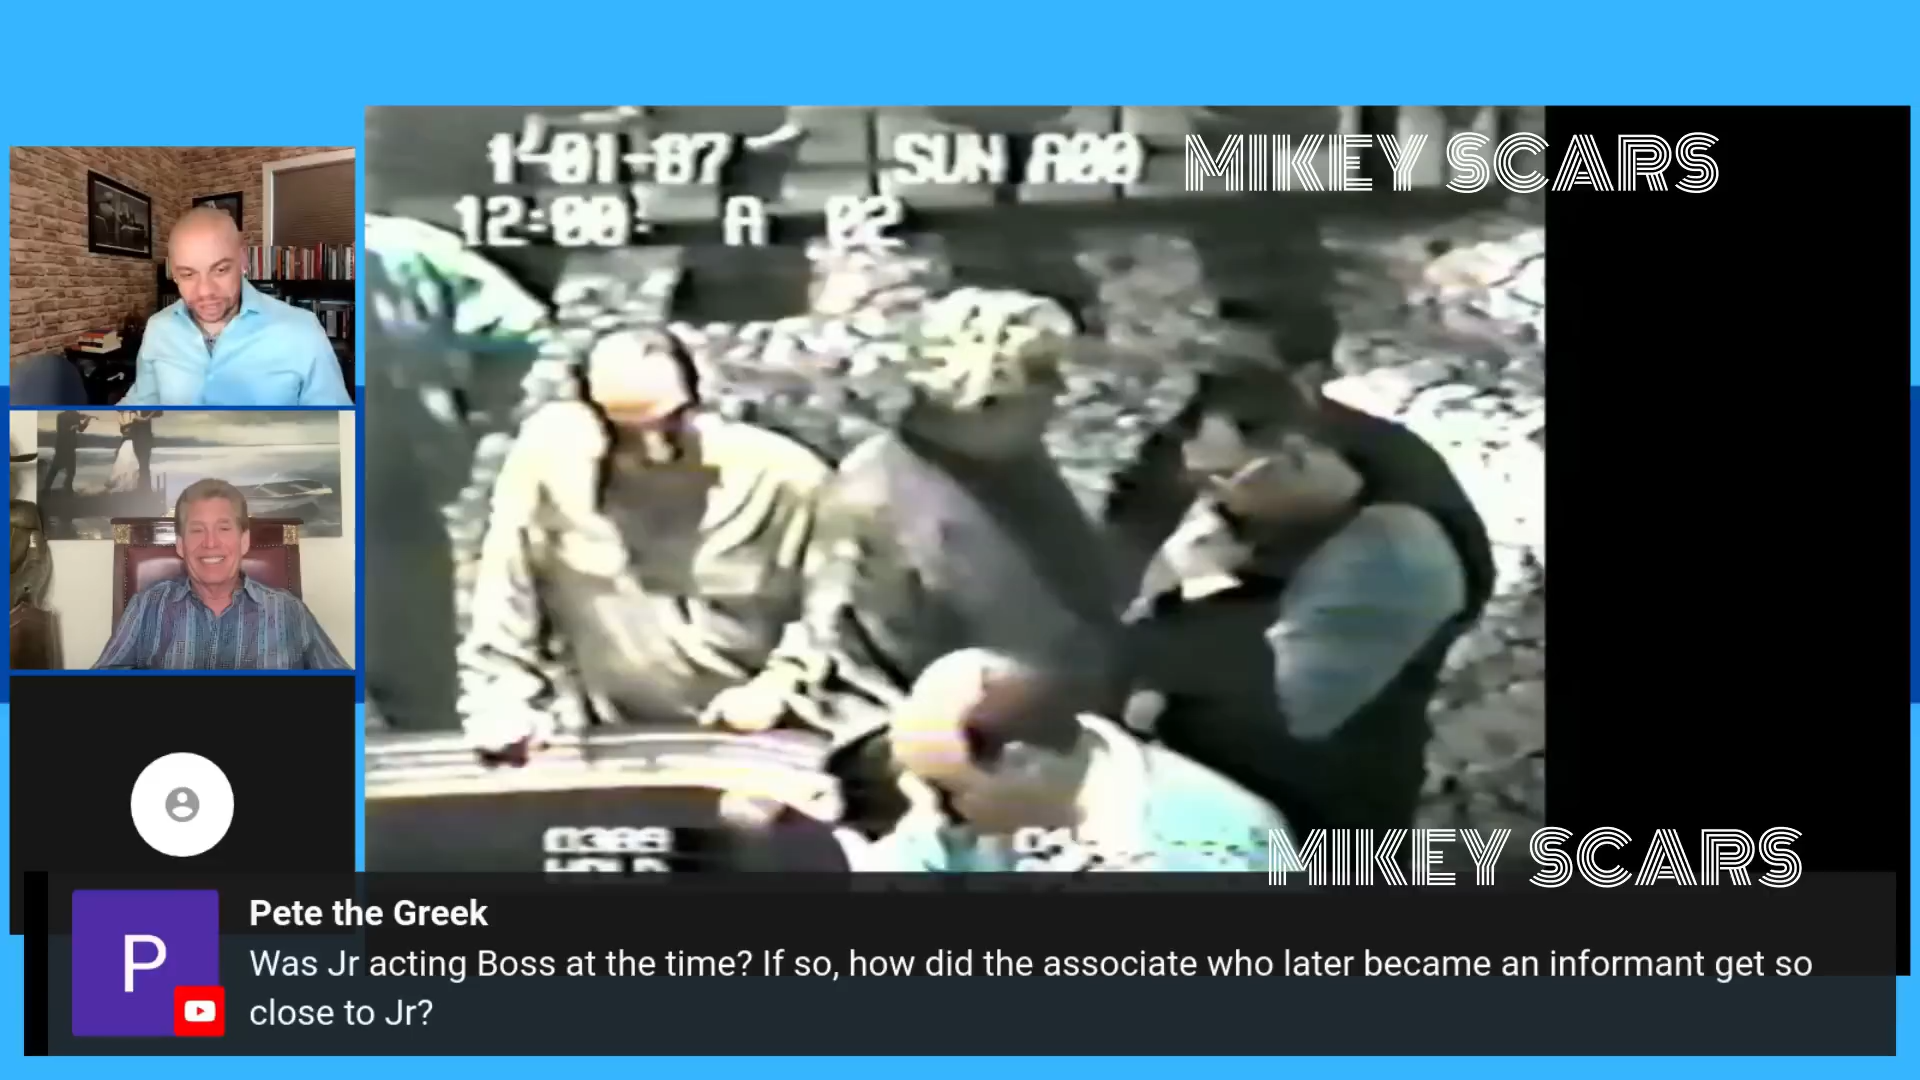 1-01-87 SUN A00
12:00: A 02
MIKEY SCARS
0389
HOLD
MIKEY SCARS
P
Pete the Greek
Was Jr acting Boss at the time? If so, how did the associate who later became an informant get so
close to Jr?